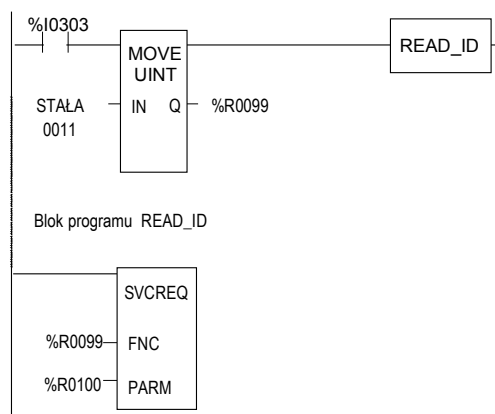 %I0303
MOVE
UINT
READ_ID
STAŁA
0011
IN Q
%R0099
Blok programu READ_ID
SVCREQ
%R0099
FNC
%R0100
PARM